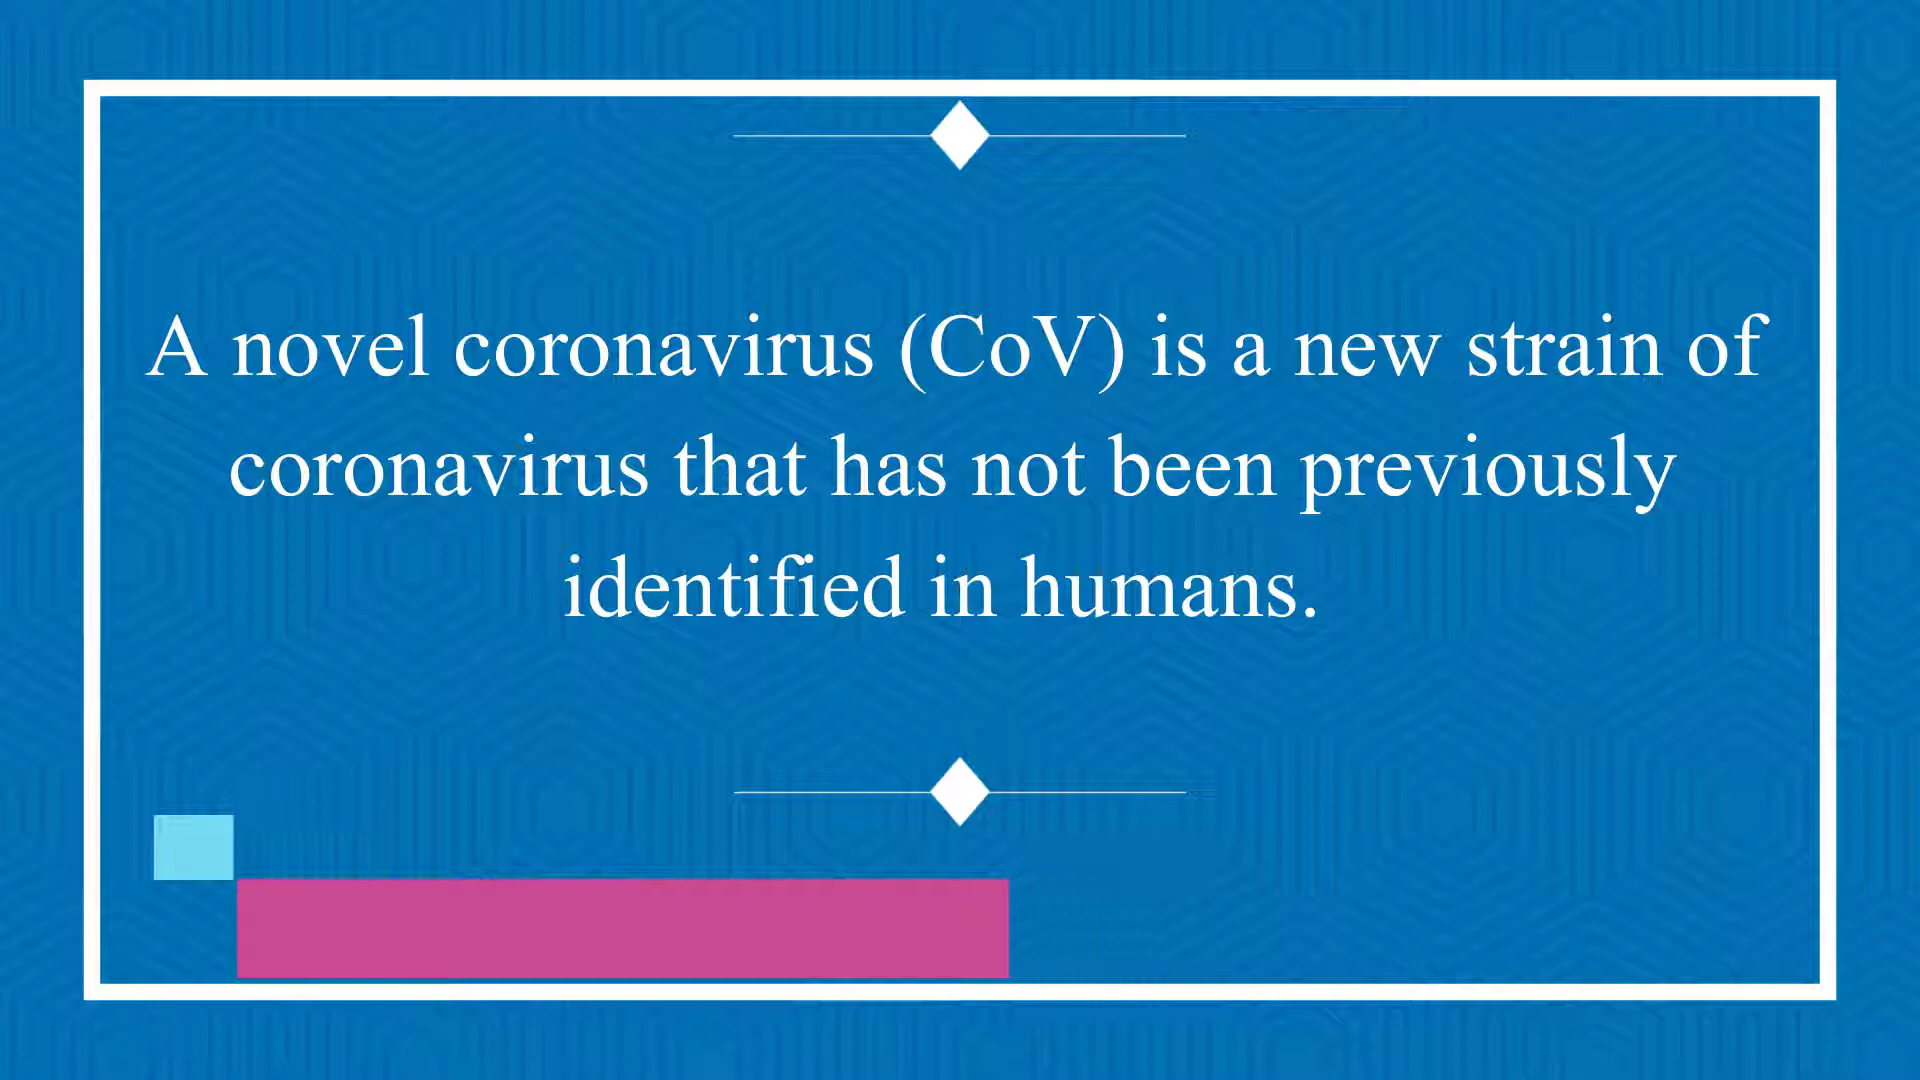 A novel coronavirus (CoV) is a new strain of
coronavirus that has not been previously
identified in humans.